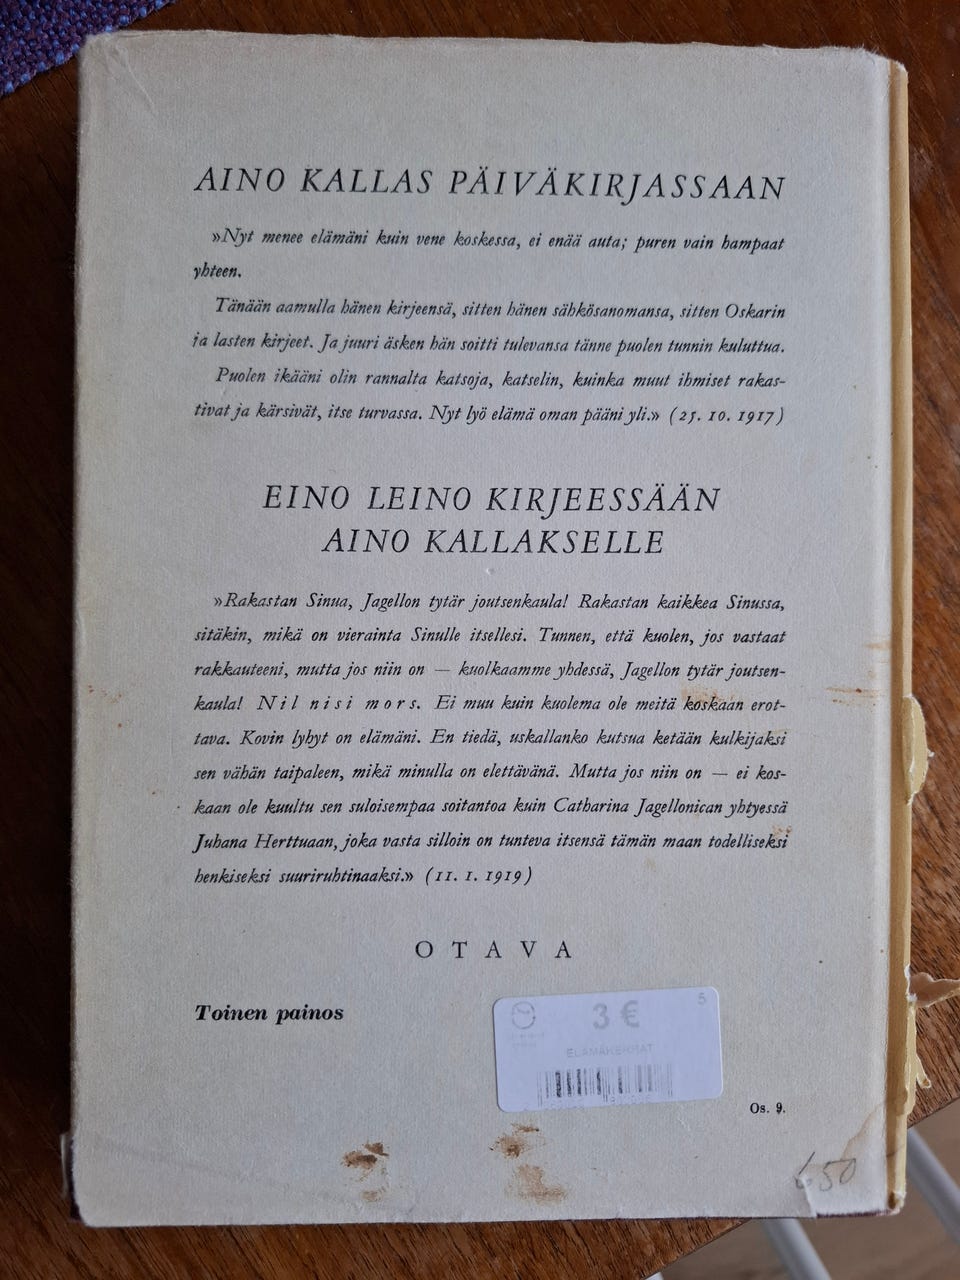 AINO KALLAS PÄIVÄKIRJASSAAN
»Nyt menee elämäni kuin vene koskessa, ei enää auta; puren vain hampaat
yhteen.
Tänään aamulla hänen kirjeensä, sitten hänen sähkösanomansa, sitten Oskarin
ja lasten kirjeet. Ja juuri äsken hän soitti tulevansa tänne puolen tunnin kuluttua.
Puolen ikääni olin rannalta katsoja, katselin, kuinka muut ihmiset rakas-
tivat ja kärsivät, itse turvassa. Nyt lyö elämä oman pääni yli.» (25. 10. 1917)
EINO LEINO KIRJEESSÄÄN
AINO KALLAKSELLE
»Rakastan Sinua, Jagellon tytär joutsenkaula! Rakastan kaikkea Sinussa,
sitäkin, mikä on vierainta Sinulle itsellesi. Tunnen, että kuolen, jos vastaat
rakkauteeni, mutta jos niin on — kuolkaamme yhdessä, Jagellon tytär joutsen-
kaula! Nil nisi mors. Ei muu kuin kuolema ole meitä koskaan erot-
tava. Kovin lyhyt on elämäni. En tiedä, uskallanko kutsua ketään kulkijaksi
sen vähän taipaleen, mikä minulla on elettävänä. Mutta jos niin on — ei kos-
kaan ole kuultu sen suloisempaa soitantoa kuin Catharina Jagellonican yhtyessä
Juhana Herttuaan, joka vasta silloin on tunteva itsensä tämän maan todelliseksi
henkiseksi suuriruhtinaaksi.» (11. 1. 1919)
OTAVA
Toinen painos
3 € 5
ELÄMÄKERRAT
Os. 9.
650